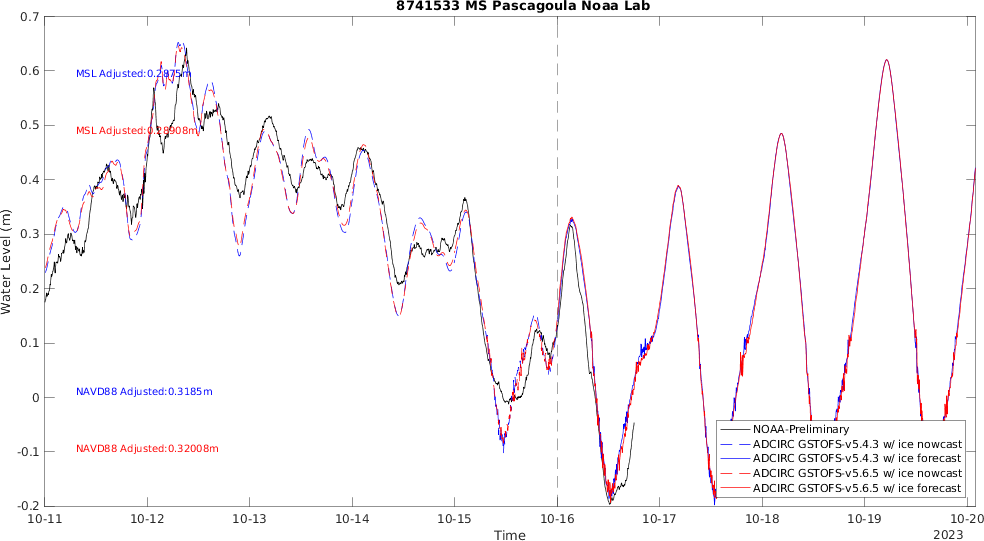 8741533 MS Pascagoula Noaa Lab
Water Level (m)
0.7
0.6
0.5
0.4
0.3
0.2
0.1
0
-0.1
-0.2
MSL Adjusted:0.2875m
MSL Adjusted:0.28908m
NAVD88 Adjusted:0.3185m
NAVD88 Adjusted:0.32008m
NOAA-Preliminary
ADCIRC GSTOFS-v5.4.3 w/ ice nowcast
ADCIRC GSTOFS-v5.4.3 w/ ice forecast
ADCIRC GSTOFS-v5.6.5 w/ ice nowcast
ADCIRC GSTOFS-v5.6.5 w/ ice forecast
10-11 10-12 10-13 10-14 10-15 10-16 10-17 10-18 10-19 10-20
Time
2023